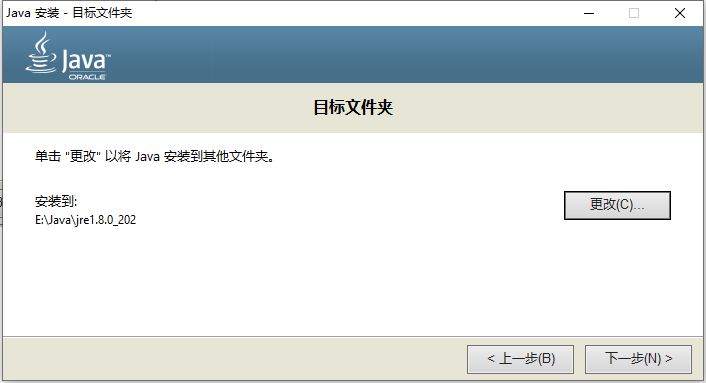 Java 安装 - 目标文件夹
Java™
ORACLE
目标文件夹
单击 "更改" 以将 Java 安装到其他文件夹。
安装到:
更改(C)...
E:\Java\jre1.8.0_202
< 上一步(B)
下一步(N) >